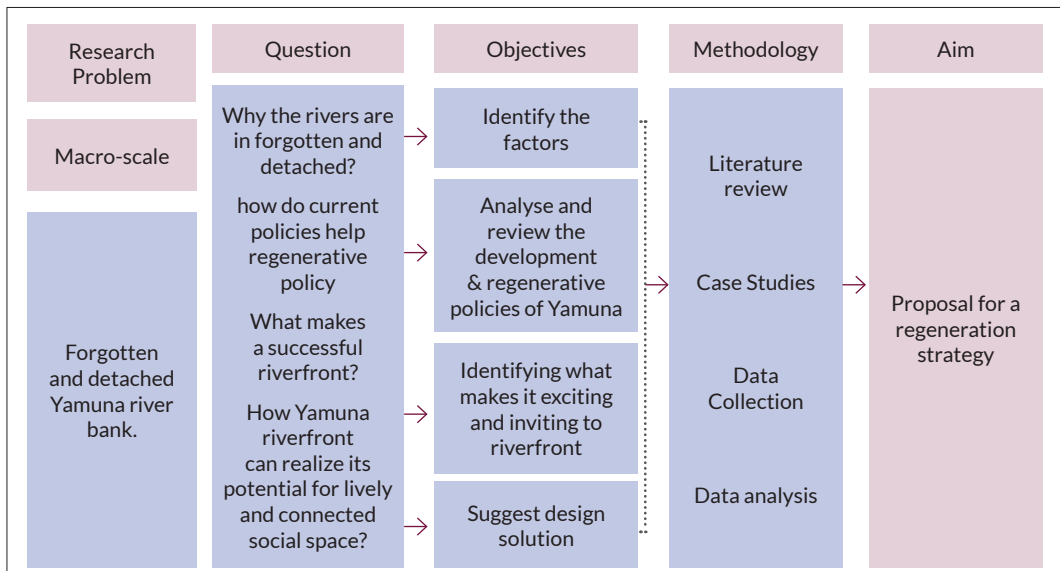 Research
Problem
Macro-scale
Forgotten
and detached
Yamuna river
bank.
Question
Why the rivers are
in forgotten and
detached?
how do current
policies help
regenerative
policy
What makes
a successful
riverfront?
How Yamuna
riverfront
can realize its
potential for lively
and connected
social space?
Objectives
Identify the
factors
Analyse and
review the
development
& regenerative
policies of Yamuna
Identifying what
makes it exciting
and inviting to
riverfront
Suggest design
solution
Methodology
Literature
review
Case Studies
Data
Collection
Data analysis
Aim
Proposal for a
regeneration
strategy